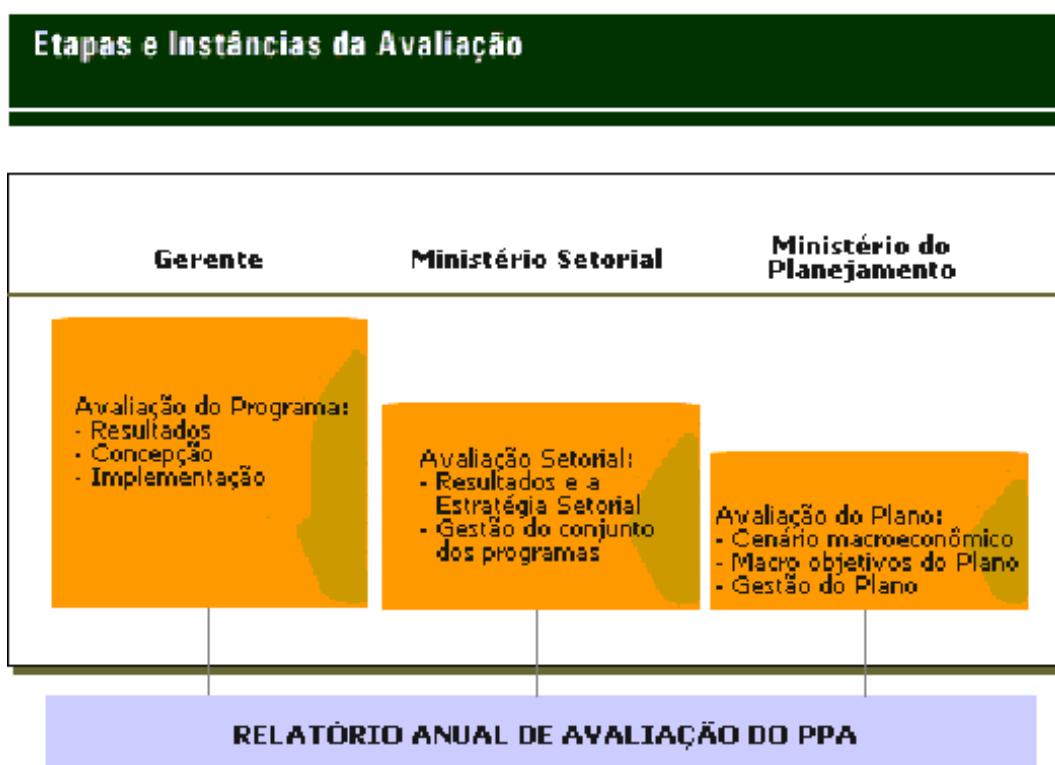 Etapas e Instâncias da Avaliação
Gerente
Ministério Setorial
Ministério do
Planejamento
Avaliação do Programa:
- Resultados
- Concepção
- Implementação
Avaliação Setorial:
- Resultados e a
Estratégia Setorial
- Gestão do conjunto
dos programas
Avaliação do Plano:
- Cenário macroeconômico
- Macro objetivos do Plano
- Gestão do Plano
RELATÓRIO ANUAL DE AVALIAÇÃO DO PPA